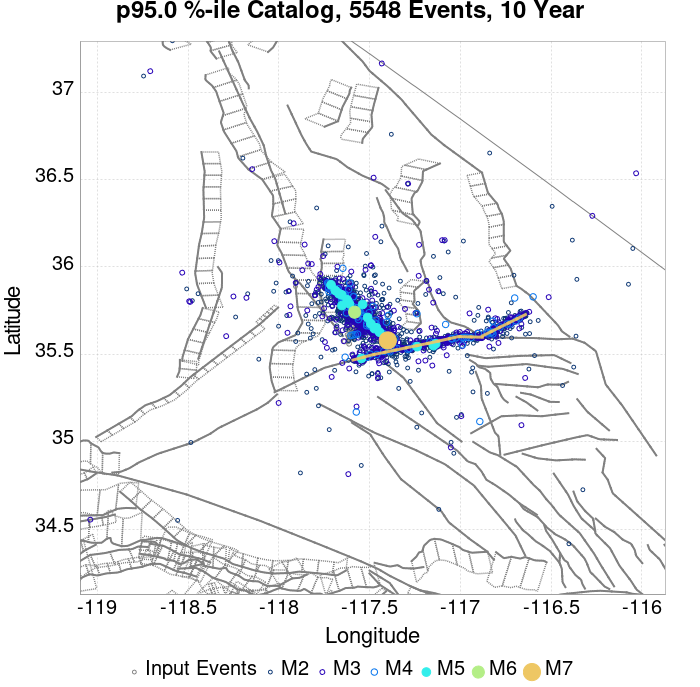 p95.0 %-ile Catalog, 5548 Events, 10 Year
37
36.5
36
35.5
35
34.5
Latitude
-119 -118.5 -118 -117.5 -117 -116.5 -116
Longitude
Input Events M2 M3 M4 M5 M6 M7